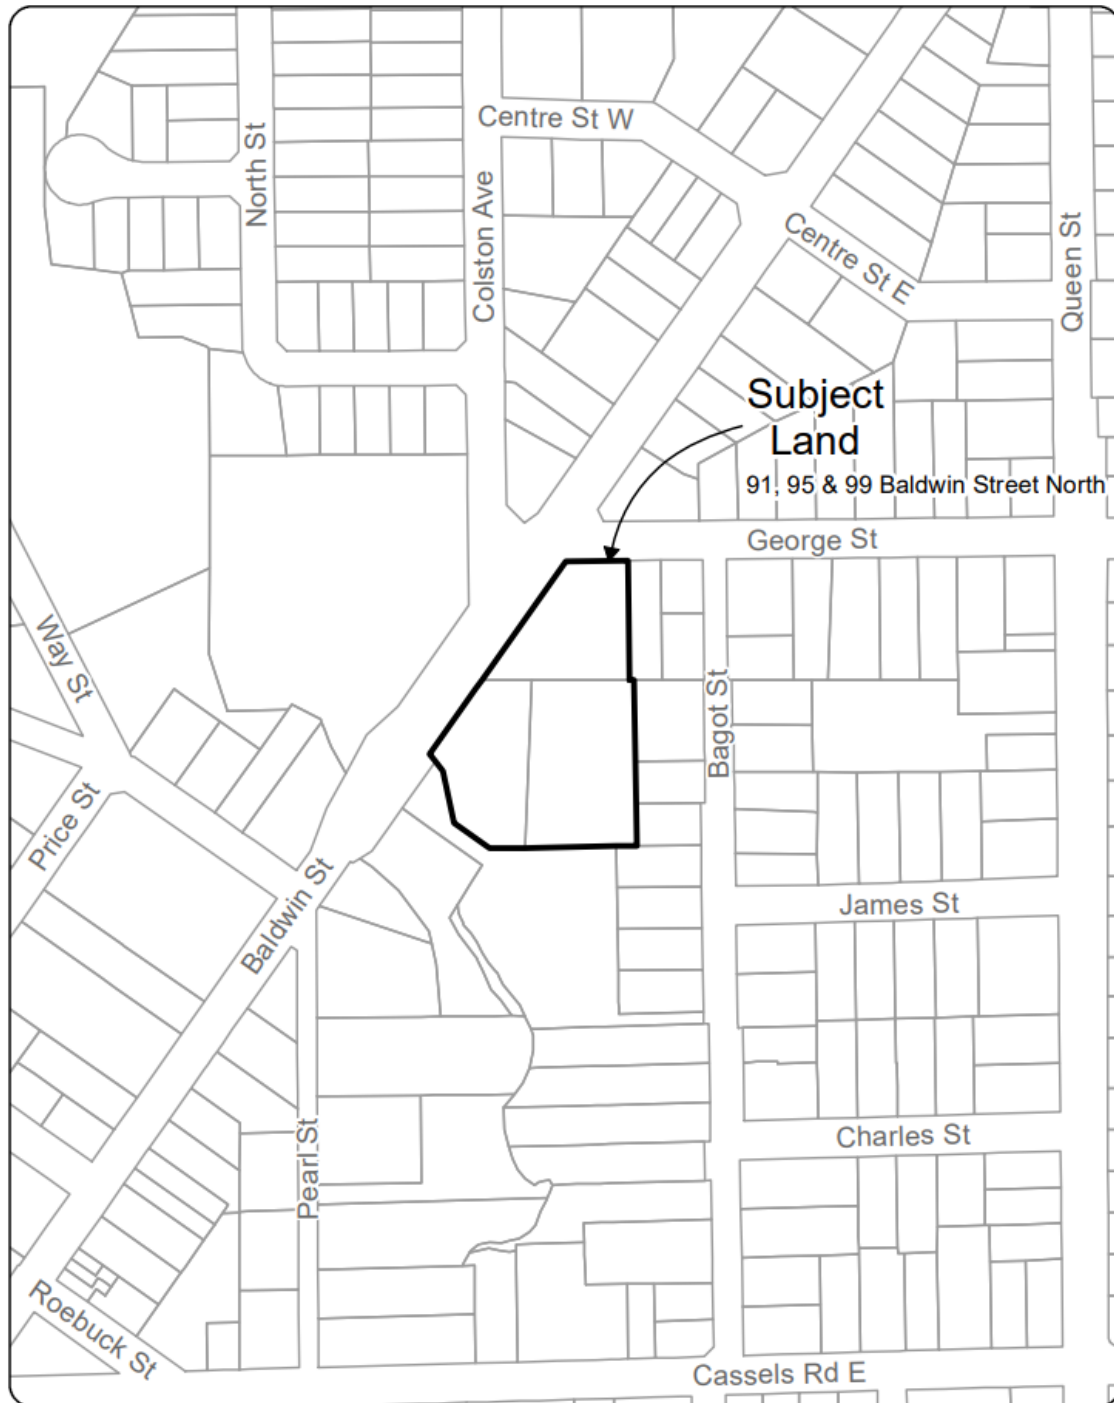 Centre St W
North St
Colston Ave
Centre St E
Queen St
Subject
Land
91, 95 & 99 Baldwin Street North
George St
Way St
Bagot St
Price St
Baldwin St
James St
Pearl St
Charles St
Roebuck St
Cassels Rd E